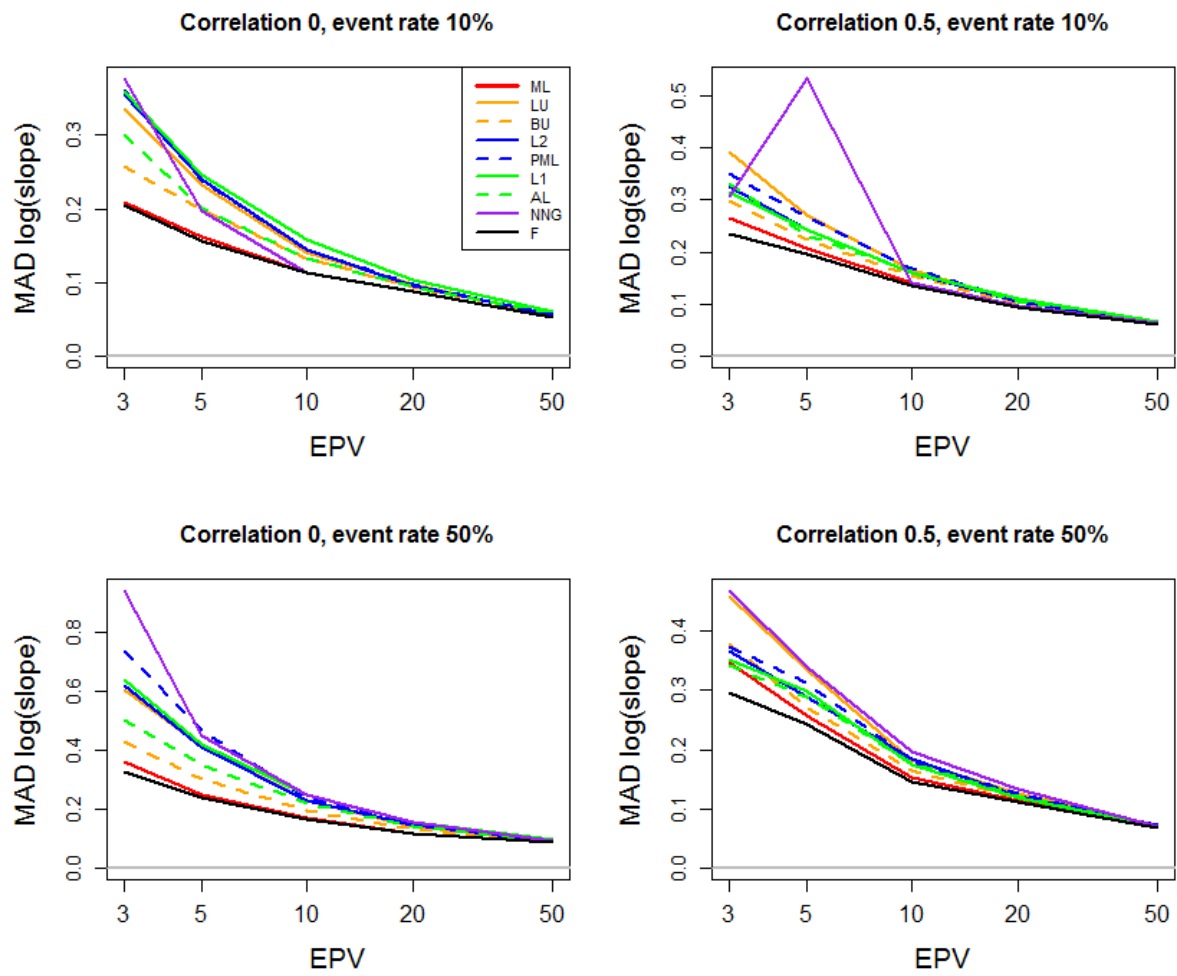 Correlation 0, event rate 10%
MAD log(slope)
0.0 0.1 0.2 0.3
ML
LU
BU
L2
PML
L1
AL
NNG
F
3 5 10 20 50
EPV
Correlation 0.5, event rate 10%
MAD log(slope)
0.0 0.1 0.2 0.3 0.4 0.5
3 5 10 20 50
EPV
Correlation 0, event rate 50%
MAD log(slope)
0.0 0.2 0.4 0.6 0.8
3 5 10 20 50
EPV
Correlation 0.5, event rate 50%
MAD log(slope)
0.0 0.1 0.2 0.3 0.4
3 5 10 20 50
EPV